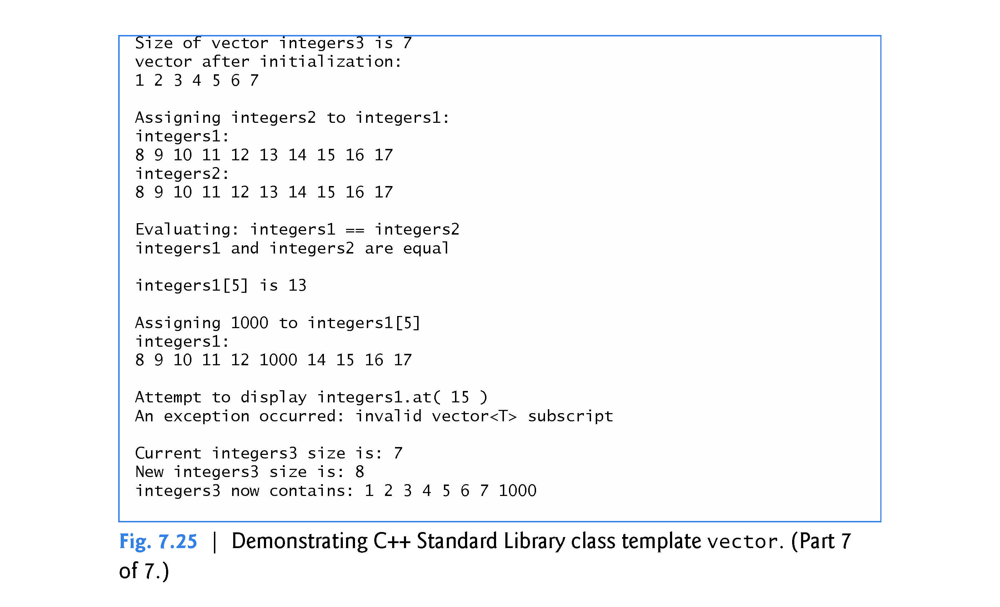 Size of vector integers3 is 7
vector after initialization:
1 2 3 4 5 6 7
Assigning integers2 to integers1:
integers1:
8 9 10 11 12 13 14 15 16 17
integers2:
8 9 10 11 12 13 14 15 16 17
Evaluating: integers1 == integers2
integers1 and integers2 are equal
integers1[5] is 13
Assigning 1000 to integers1[5]
integers1:
8 9 10 11 12 1000 14 15 16 17
Attempt to display integers1.at( 15 )
An exception occurred: invalid vector<T> subscript
Current integers3 size is: 7
New integers3 size is: 8
integers3 now contains: 1 2 3 4 5 6 7 1000
Fig. 7.25 | Demonstrating C++ Standard Library class template vector. (Part 7
of 7.)